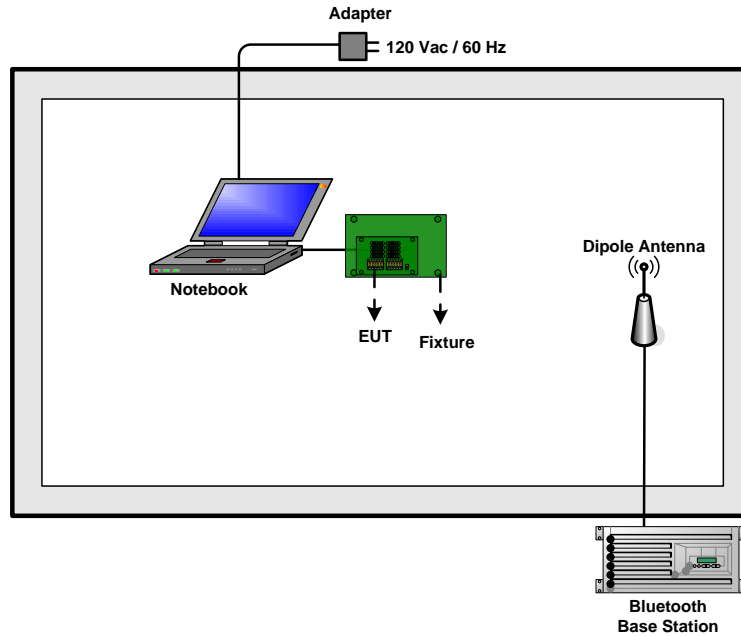 Adapter
120 Vac / 60 Hz
Notebook
EUT
Fixture
Dipole Antenna
Bluetooth
Base Station